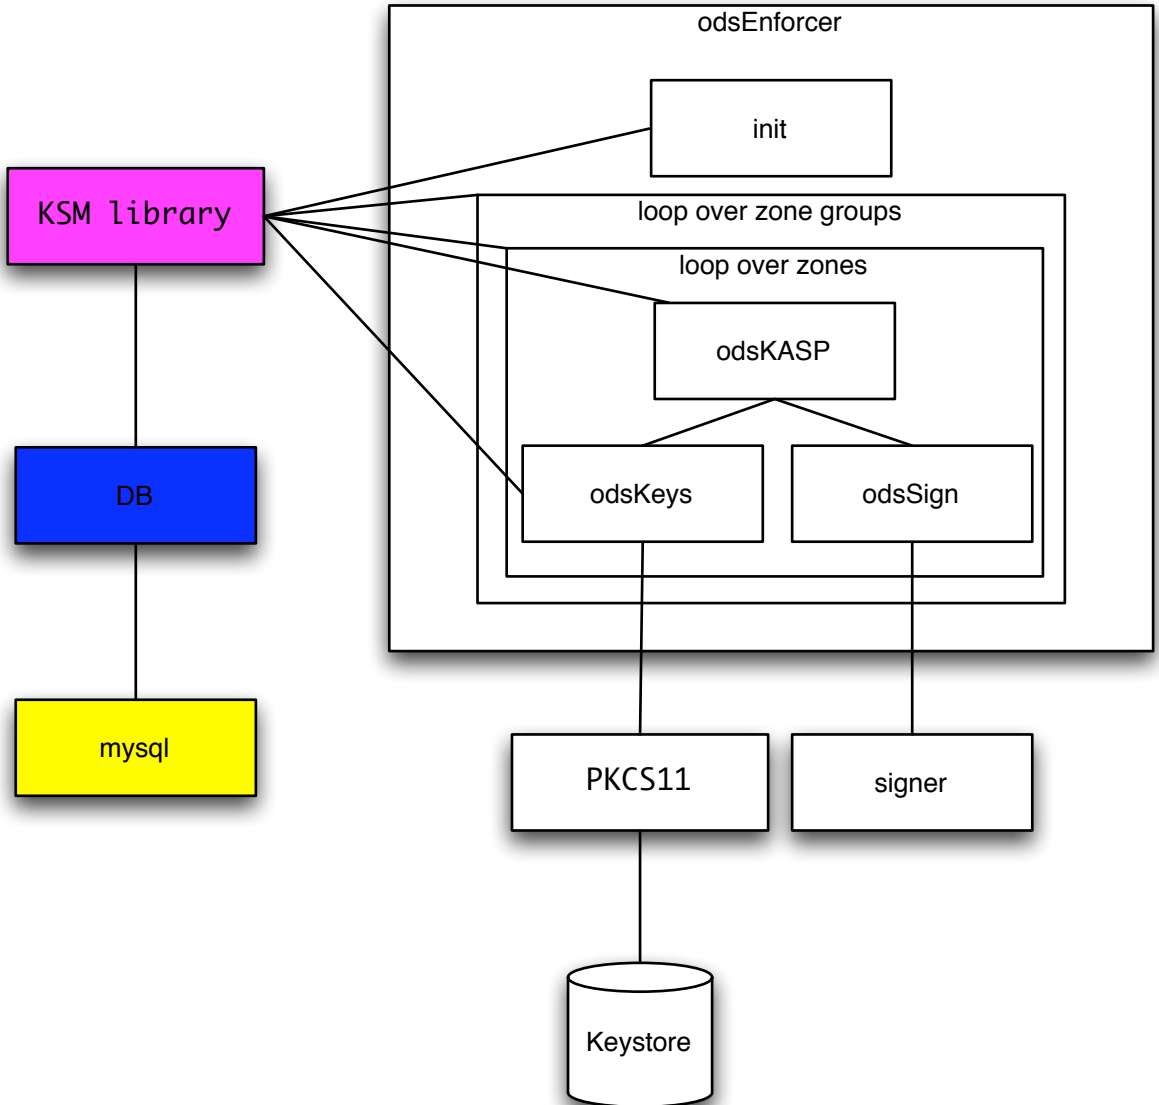 odsEnforcer
init
KSM library
loop over zone groups
loop over zones
odsKASP
DB
odsKeys
odsSign
mysql
PKCS11
signer
Keystore